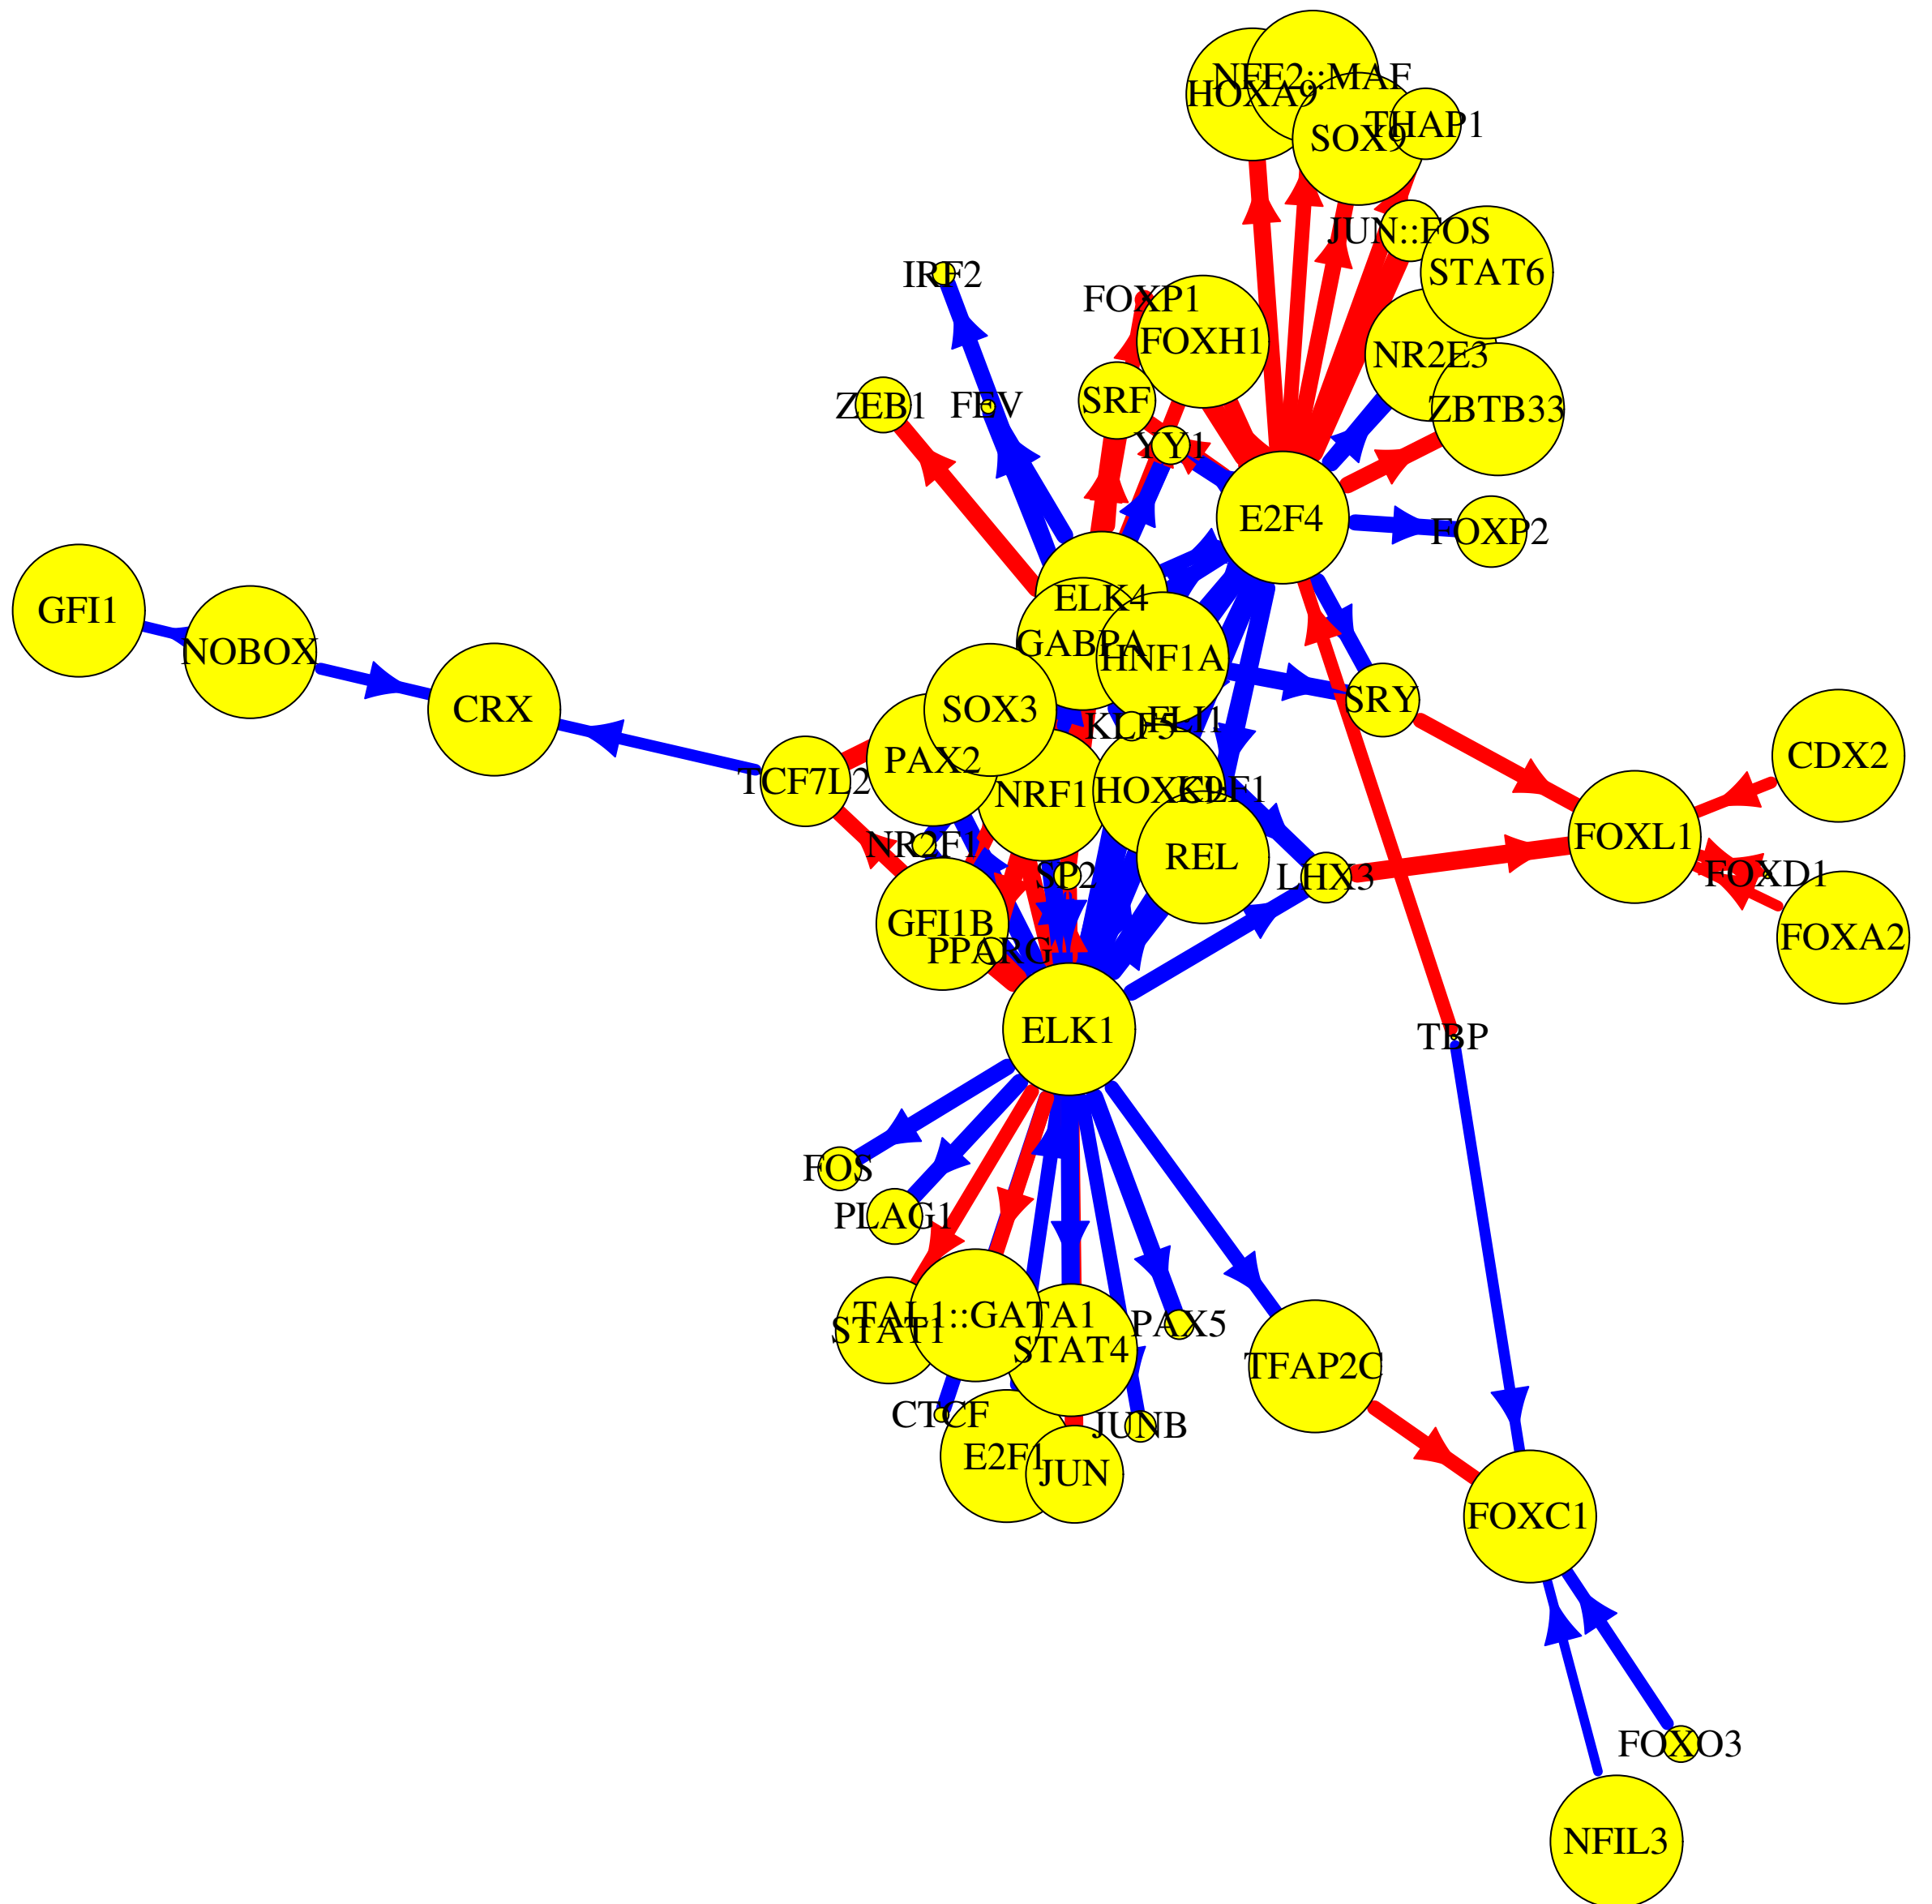 NFE2::MAF
HOXA9
THAP1
SOX9
JUN::FOS
IRF2
STAT6
FOXP1
FOXH1
NR2E3
SRF
ZEB1
FEV
ZBTB33
YY1
E2F4
FOXP2
ELK4
GFI1
GABPA
NOBOX
HNF1A
SRY
CRX
SOX3
KLF5
FLI1
CDX2
PAX2
TCF7L2
NRF1
HOXC9
KLF1
FOXL1
NR2F1
REL
SP2
LHX3
FOXD1
GFI1B
FOXA2
PPARG
ELK1
TBP
FOS
PLAG1
TAL1::GATA1
STAT1
PAX5
STAT4
TFAP2C
CTCF
JUNB
E2F1
JUN
FOXC1
FOXO3
NFIL3